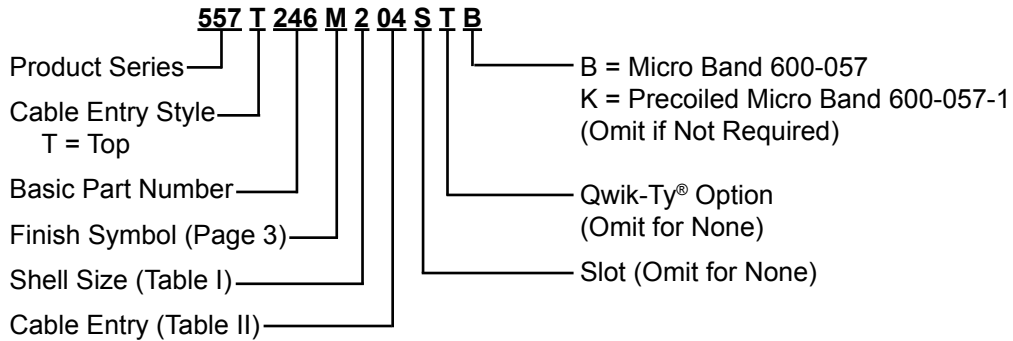 557 T 246 M 2 04 S T B
Product Series
Cable Entry Style
T = Top
Basic Part Number
Finish Symbol (Page 3)
Shell Size (Table I)
Cable Entry (Table II)
B = Micro Band 600-057
K = Precoiled Micro Band 600-057-1
(Omit if Not Required)
Qwik-Ty® Option
(Omit for None)
Slot (Omit for None)